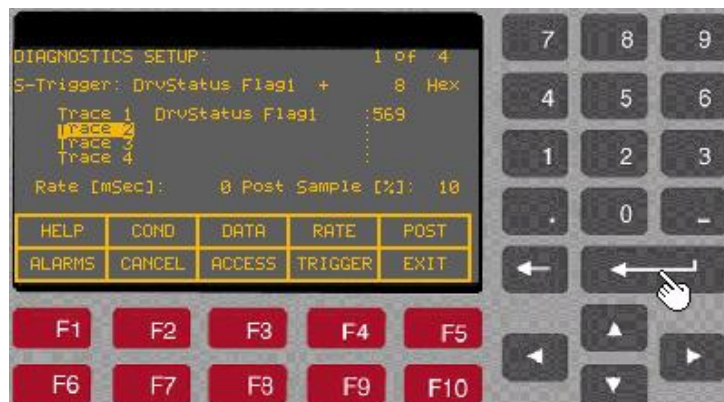 DIAGNOSTICS SETUP: 1 of 4
S-Trigger: DrvStatus Flag1 + 8 Hex
Trace 1 DrvStatus Flag1 :569
Trace 2 :
Trace 3 :
Trace 4 :
Rate [mSec]: 0 Post Sample [%]: 10
HELP COND DATA RATE POST
ALARMS CANCEL ACCESS TRIGGER EXIT
F1 F2 F3 F4 F5
F6 F7 F8 F9 F10
7 8 9
4 5 6
1 2 3
. 0 -